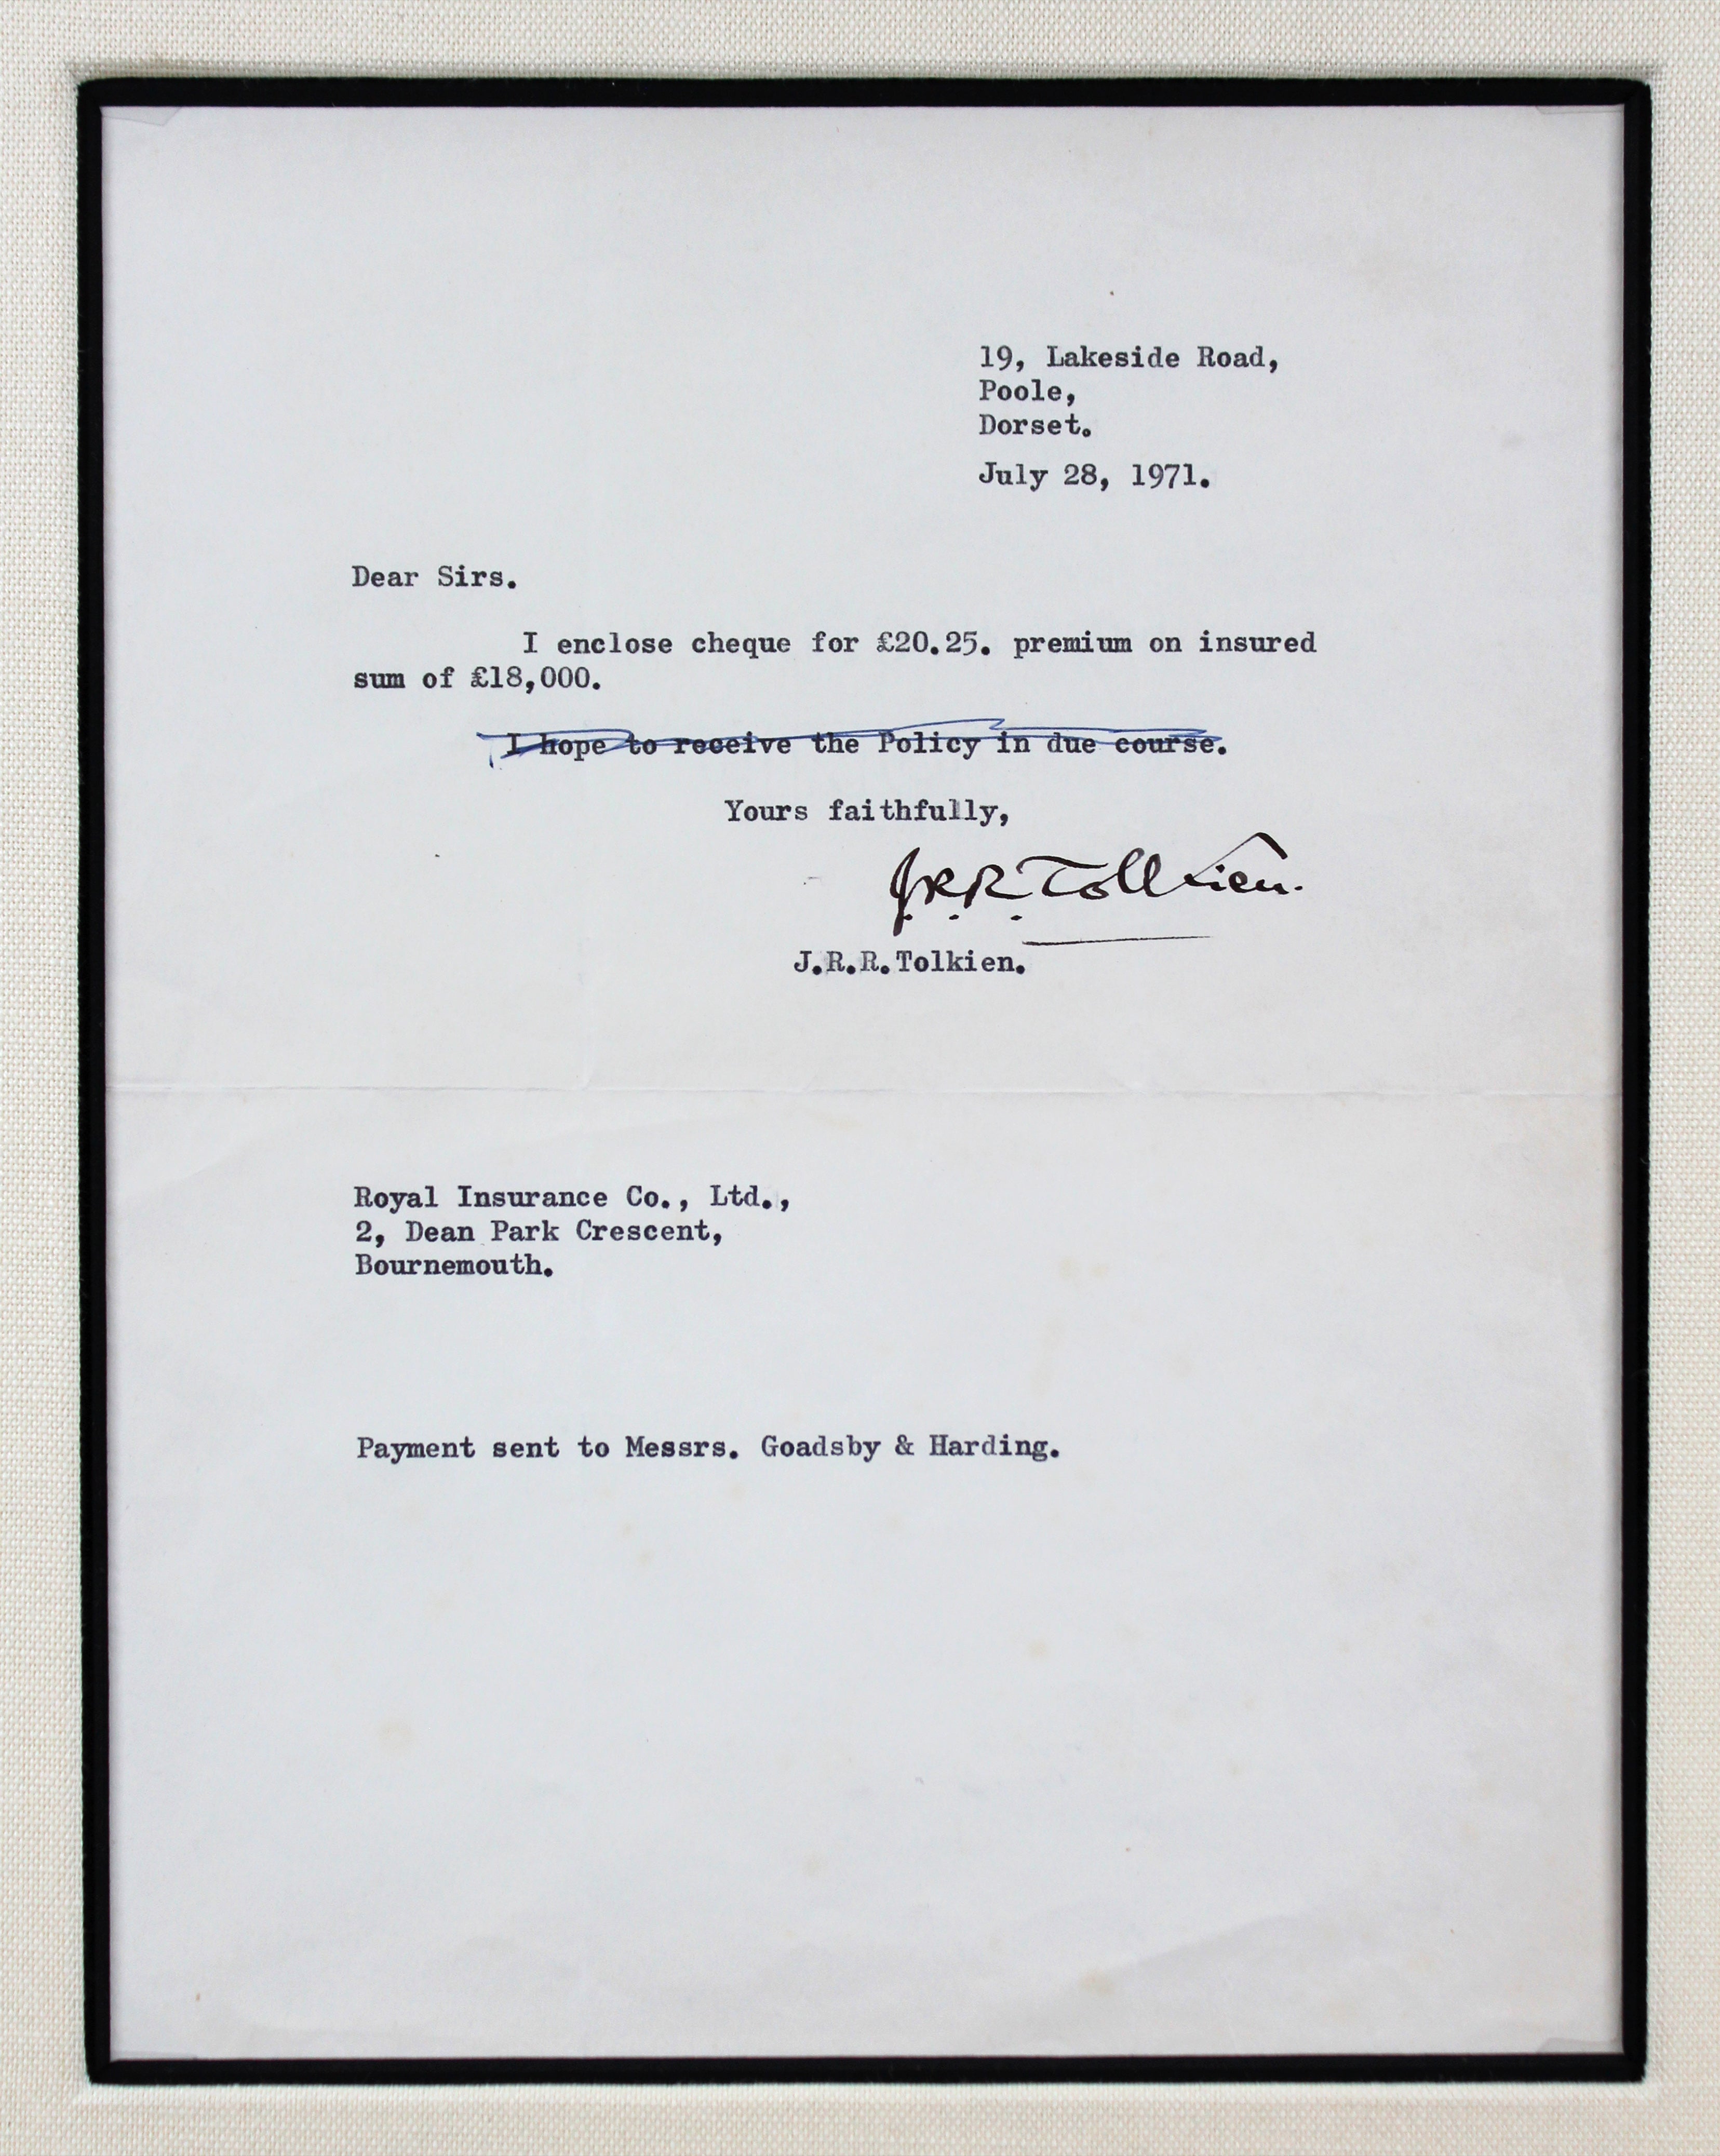 19, Lakeside Road,
Poole,
Dorset.
July 28, 1971.
Dear Sirs.
I enclose cheque for £20.25. premium on insured
sum of £18,000.
I hope to receive the Policy in due course.
Yours faithfully,
J.R.R. Tolkien.
J.R.R.Tolkien.
Royal Insurance Co., Ltd.,
2, Dean Park Crescent,
Bournemouth.
Payment sent to Messrs. Goadsby & Harding.